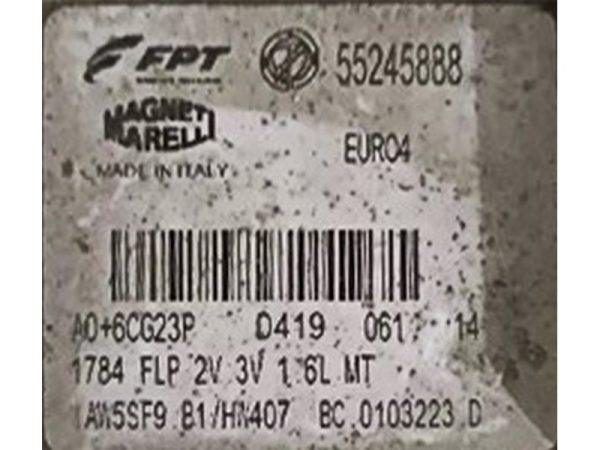 FPT 55245888
MAGNETI
MARELLI
EURO4
MADE IN ITALY
A0+6CG23P D419 061 14
1784 FLP 2V 3V 1.6L MT
IAW5SF9.B1/HW407 BC.0103223.D